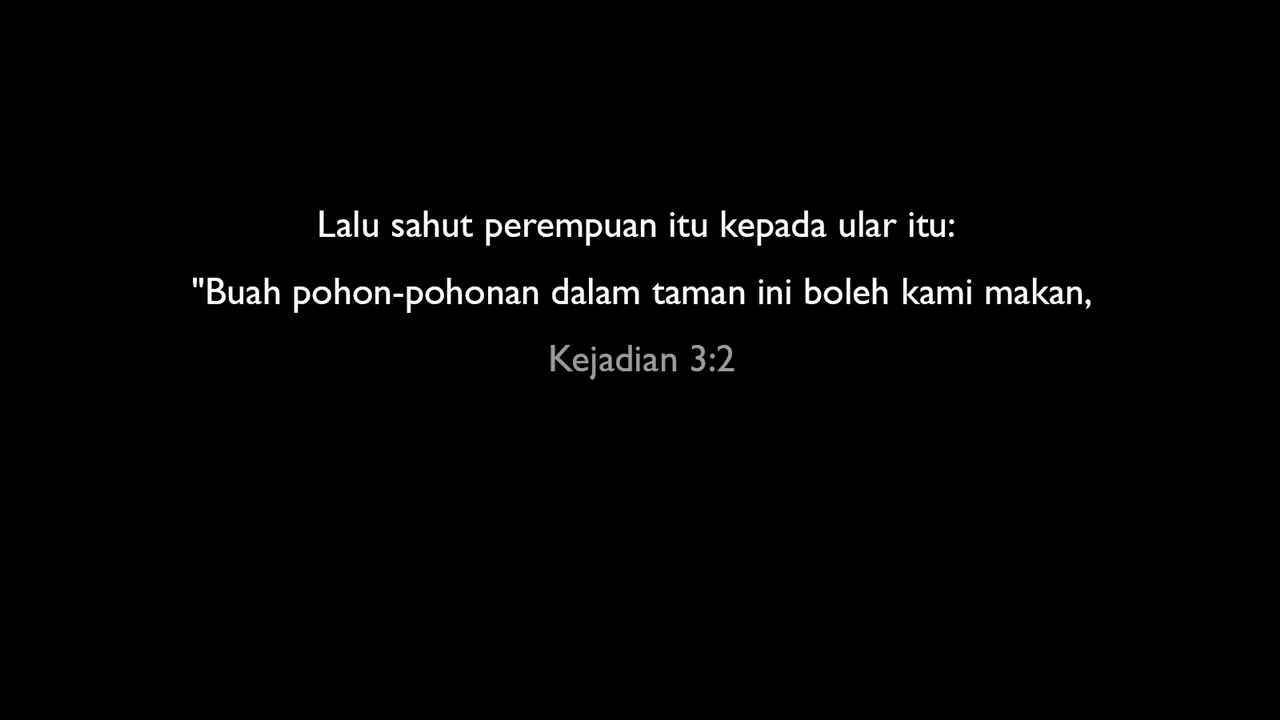 Lalu sahut perempuan itu kepada ular itu:
"Buah pohon-pohonan dalam taman ini boleh kami makan,
Kejadian 3:2